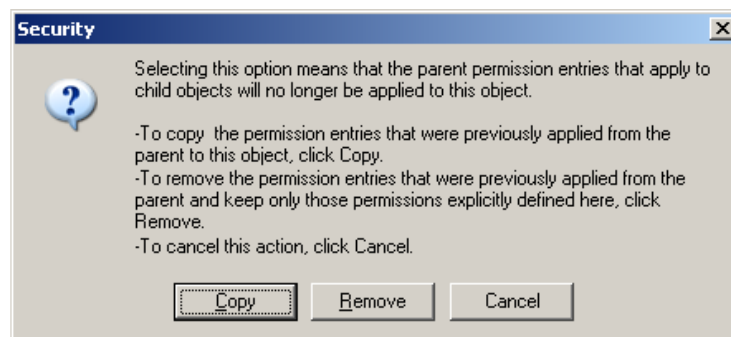 Security
Selecting this option means that the parent permission entries that apply to
child objects will no longer be applied to this object.
-To copy  the permission entries that were previously applied from the
parent to this object, click Copy.
-To remove the permission entries that were previously applied from the
parent and keep only those permissions explicitly defined here, click
Remove.
-To cancel this action, click Cancel.
Copy Remove Cancel